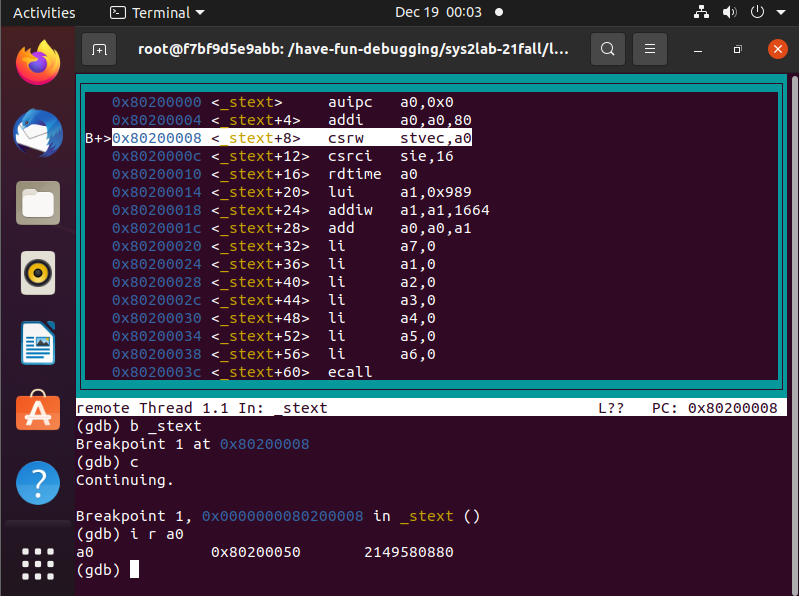 Activities Terminal Dec 19 00:03
root@f7bf9d5e9abb: /have-fun-debugging/sys2lab-21fall/l...
0x80200000 <_stext> auipc a0,0x0
0x80200004 <_stext+4> addi a0,a0,80
B+>0x80200008 <_stext+8> csrw stvec,a0
0x8020000c <_stext+12> csrci sie,16
0x80200010 <_stext+16> rdtime a0
0x80200014 <_stext+20> lui a1,0x989
0x80200018 <_stext+24> addiw a1,a1,1664
0x8020001c <_stext+28> add a0,a0,a1
0x80200020 <_stext+32> li a7,0
0x80200024 <_stext+36> li a1,0
0x80200028 <_stext+40> li a2,0
0x8020002c <_stext+44> li a3,0
0x80200030 <_stext+48> li a4,0
0x80200034 <_stext+52> li a5,0
0x80200038 <_stext+56> li a6,0
0x8020003c <_stext+60> ecall
remote Thread 1.1 In: _stext L?? PC: 0x80200008
(gdb) b _stext
Breakpoint 1 at 0x80200008
(gdb) c
Continuing.
Breakpoint 1, 0x0000000080200008 in _stext ()
(gdb) i r a0
a0 0x80200050 2149580880
(gdb)